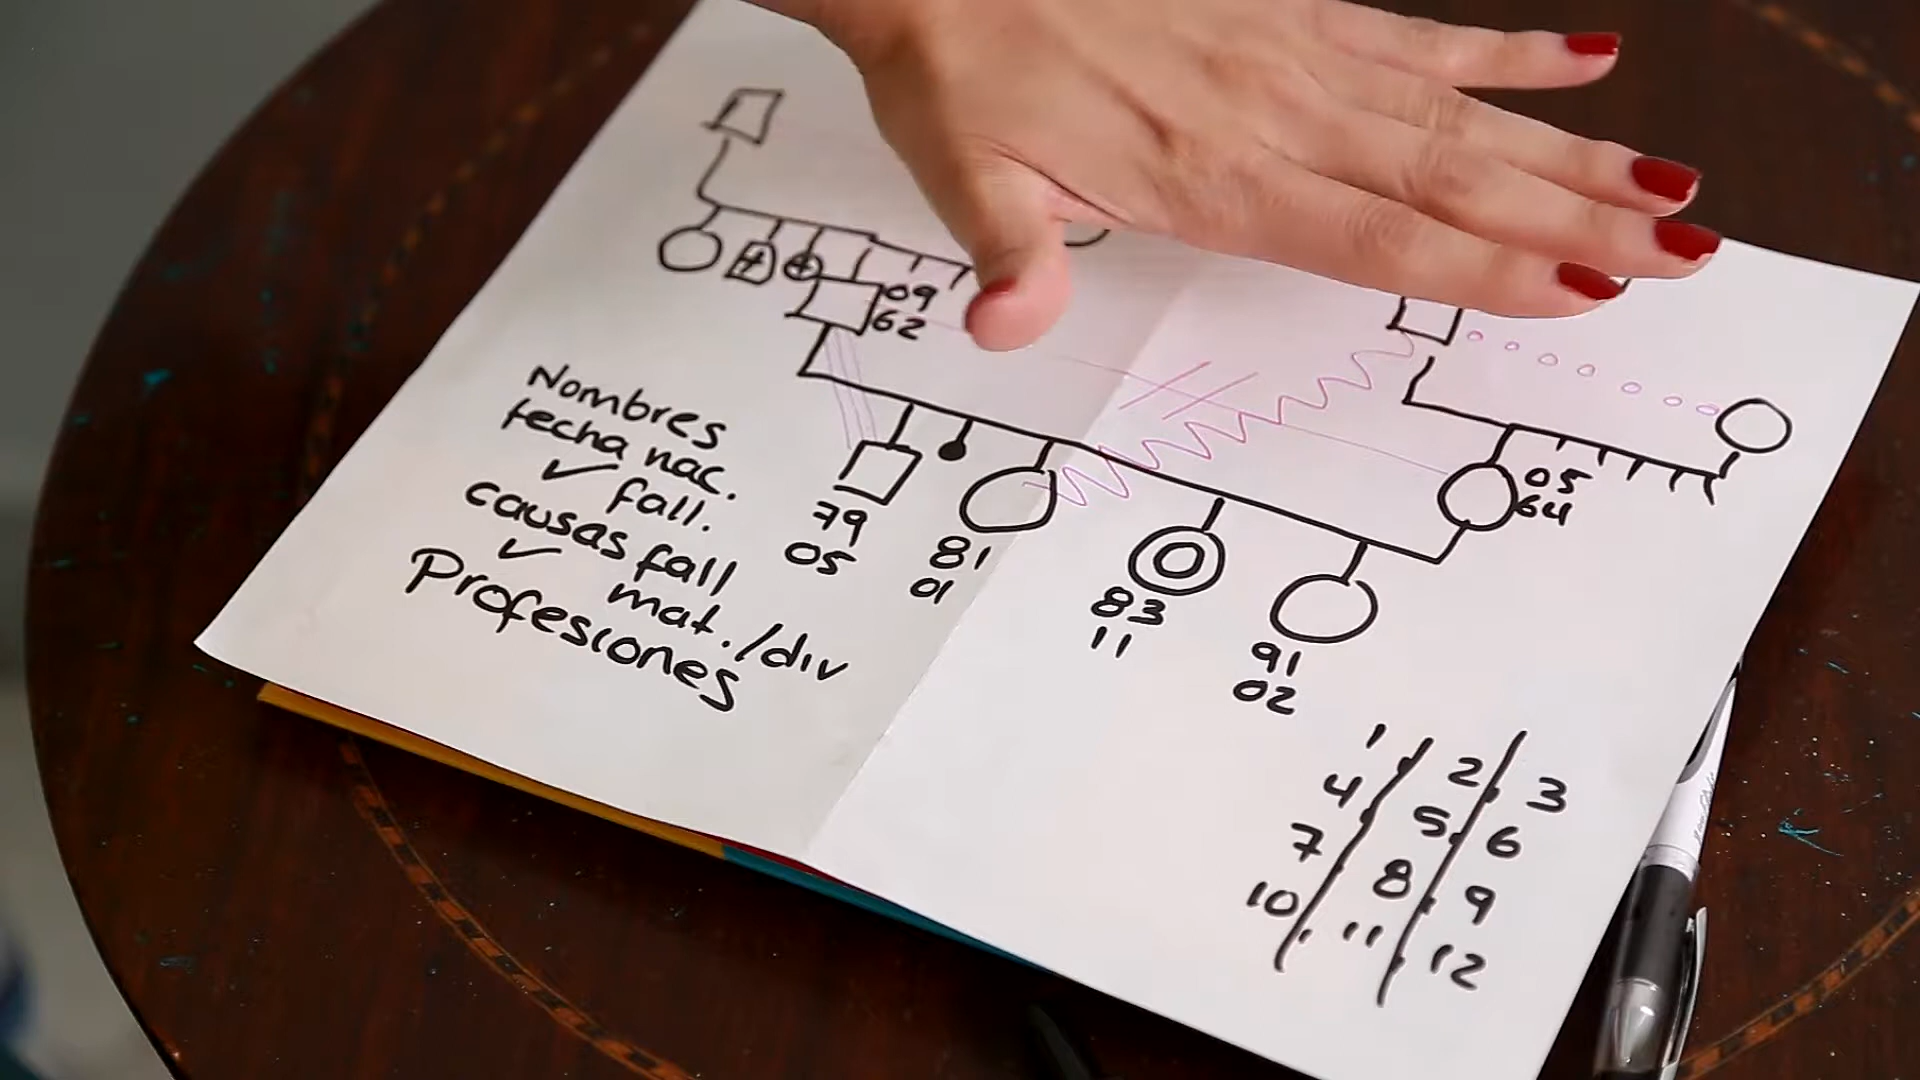 09
62
Nombres
fecha nac.
✓ fall.
causas fall
✓ mat./div
Profesiones
79
05
81
01
83
11
91
02
05
64
1 2 3
4 5 6
7 8 9
10 11 12